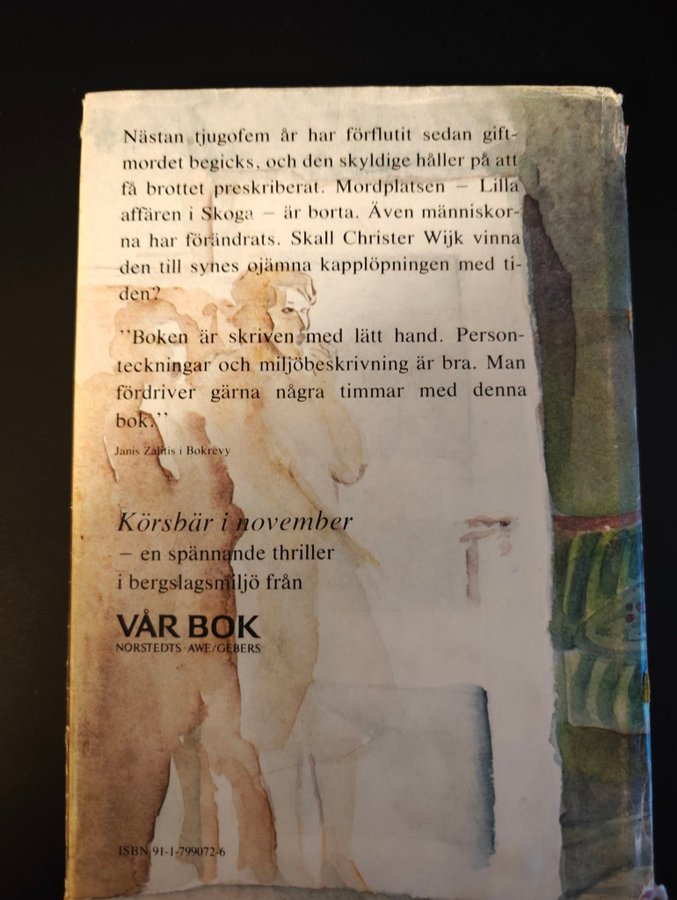 Nästan tjugofem år har förflutit sedan gift-
mordet begicks, och den skyldige håller på att
få brottet preskriberat. Mordplatsen – Lilla
affären i Skoga – är borta. Även människor-
na har förändrats. Skall Christer Wijk vinna
den till synes ojämna kapplöpningen med ti-
den?
"Boken är skriven med lätt hand. Person-
teckningar och miljöbeskrivning är bra. Man
fördriver gärna några timmar med denna
bok."
Janis Zalitis i Bokrevy
Körsbär i november
– en spännande thriller
i bergslagsmiljö från
VÅR BOK
NORSTEDTS · AWE/GEBERS
ISBN 91-1-799072-6